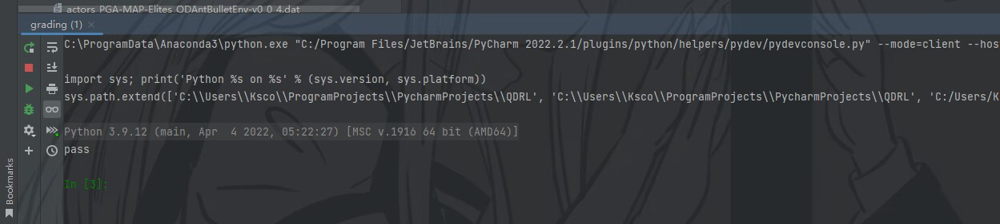 actors_PGA-MAP-Elites_QDAntBulletEnv-v0_0_4.dat
grading (1)
C:\ProgramData\Anaconda3\python.exe "C:/Program Files/JetBrains/PyCharm 2022.2.1/plugins/python/helpers/pydev/pydevconsole.py" --mode=client --hos
import sys; print('Python %s on %s' % (sys.version, sys.platform))
sys.path.extend(['C:\\Users\\Ksco\\ProgramProjects\\PycharmProjects\\QDRL', 'C:\\Users\\Ksco\\ProgramProjects\\PycharmProjects\\QDRL', 'C:/Users/K
Python 3.9.12 (main, Apr  4 2022, 05:22:27) [MSC v.1916 64 bit (AMD64)]
pass
In [3]:
Bookmarks